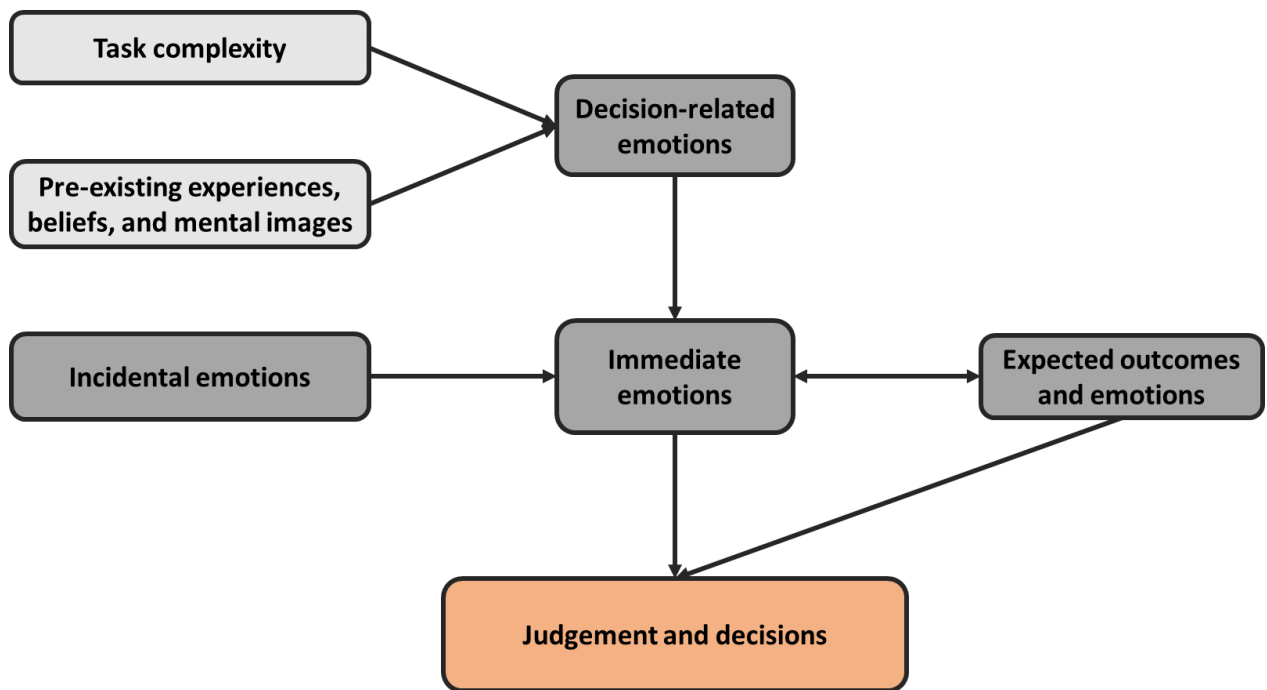 Task complexity
Decision-related
emotions
Pre-existing experiences,
beliefs, and mental images
Incidental emotions
Immediate
emotions
Expected outcomes
and emotions
Judgement and decisions